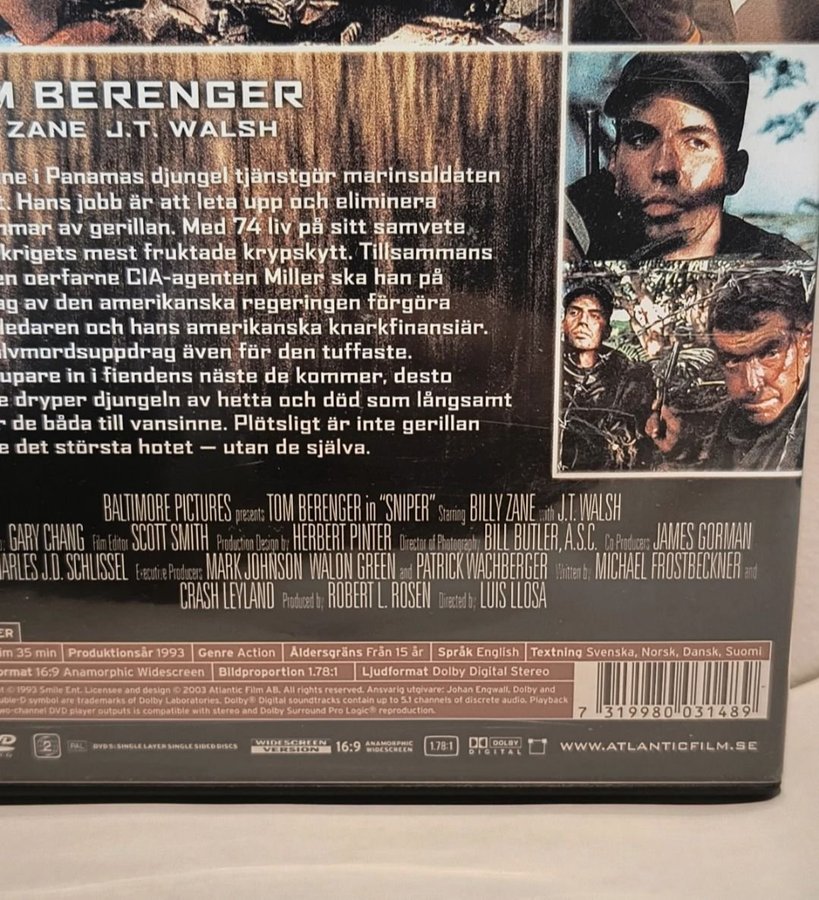 M BERENGER
ZANE J.T. WALSH
ne i Panamas djungel tjänstgör marinsoldaten
t. Hans jobb är att leta upp och eliminera
mar av gerillan. Med 74 liv på sitt samvete
krigets mest fruktade krypskytt. Tillsammans
en oerfarne CIA-agenten Miller ska han på
ag av den amerikanska regeringen förgöra
ledaren och hans amerikanska knarkfinansiär.
lvmordsuppdrag även för den tuffaste.
upare in i fiendens näste de kommer, desto
e dryper djungeln av hetta och död som långsamt
r de båda till vansinne. Plötsligt är inte gerillan
e det största hotet – utan de själva.
BALTIMORE PICTURES presents TOM BERENGER in "SNIPER" Starring BILLY ZANE with J.T. WALSH
GARY CHANG Film Editor SCOTT SMITH Production Design by HERBERT PINTER Director of Photography BILL BUTLER, A.S.C. Co Producers JAMES GORMAN
ARLES J.D. SCHLISSEL Executive Producers MARK JOHNSON WALON GREEN and PATRICK WACHBERGER Written by MICHAEL FROSTBECKNER and
CRASH LEYLAND Produced by ROBERT L. ROSEN Directed by LUIS LLOSA
ER
im 35 min Produktionsår 1993 Genre Action Åldersgräns Från 15 år Språk English Textning Svenska, Norsk, Dansk, Suomi
ormat 16:9 Anamorphic Widescreen Bildproportion 1.78:1 Ljudformat Dolby Digital Stereo
t © 1993 Smile Ent. Licensee and design © 2003 Atlantic Film AB. All rights reserved. Ansvarig utgivare: Johan Engwall. Dolby and
uble-D symbol are trademarks of Dolby Laboratories. Dolby® Digital soundtracks contain up to 5.1 channels of discrete audio. Playback
two-channel DVD player outputs is compatible with stereo and Dolby Surround Pro Logic® reproduction.
7 319980 031489
2 PAL DVD 5: SINGLE LAYER SINGLE SIDED DISCS WIDESCREEN VERSION 16:9 ANAMORPHIC WIDESCREEN 1.78:1 DOLBY DIGITAL WWW.ATLANTICFILM.SE